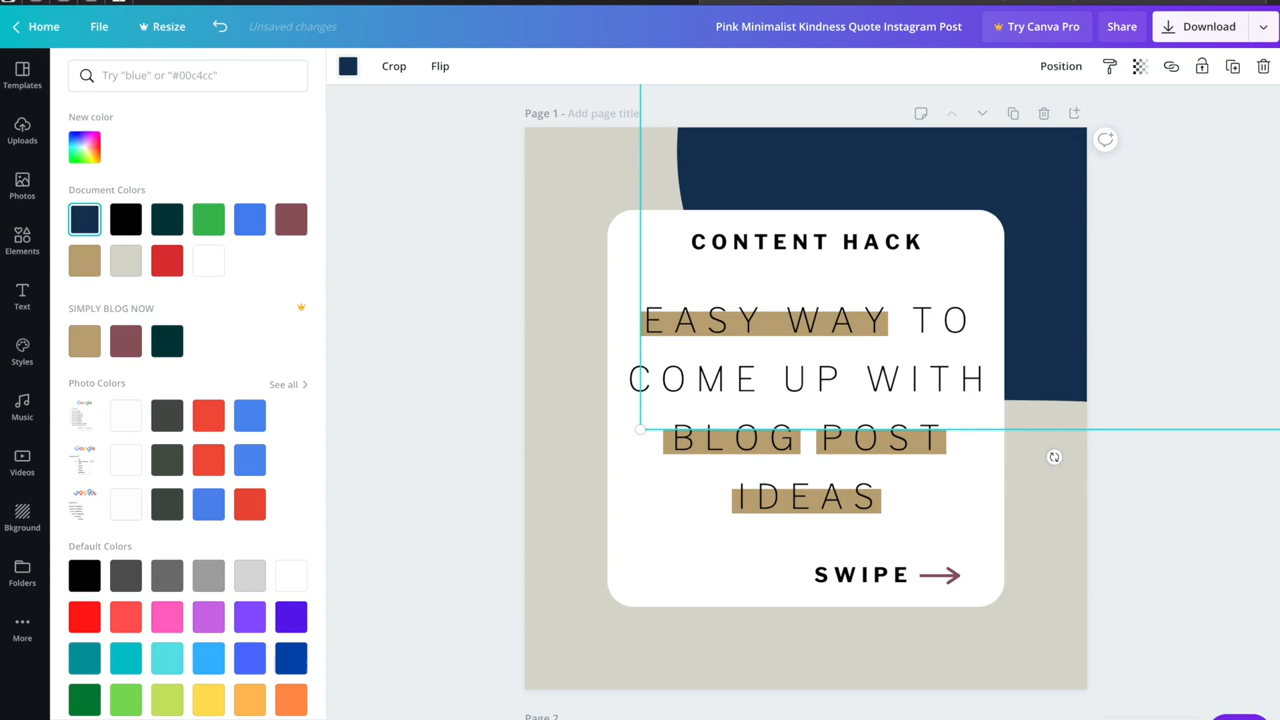 Home File Resize Unsaved changes Pink Minimalist Kindness Quote Instagram Post Try Canva Pro Share Download
Templates
Uploads
Photos
Elements
Text
Styles
Music
Videos
Bkground
Folders
More
Try "blue" or "#00c4cc"
New color
Document Colors
SIMPLY BLOG NOW
Photo Colors See all
Default Colors
Crop Flip Position
Page 1 - Add page title
CONTENT HACK
EASY WAY TO
COME UP WITH
BLOG POST
IDEAS
SWIPE
Page 2